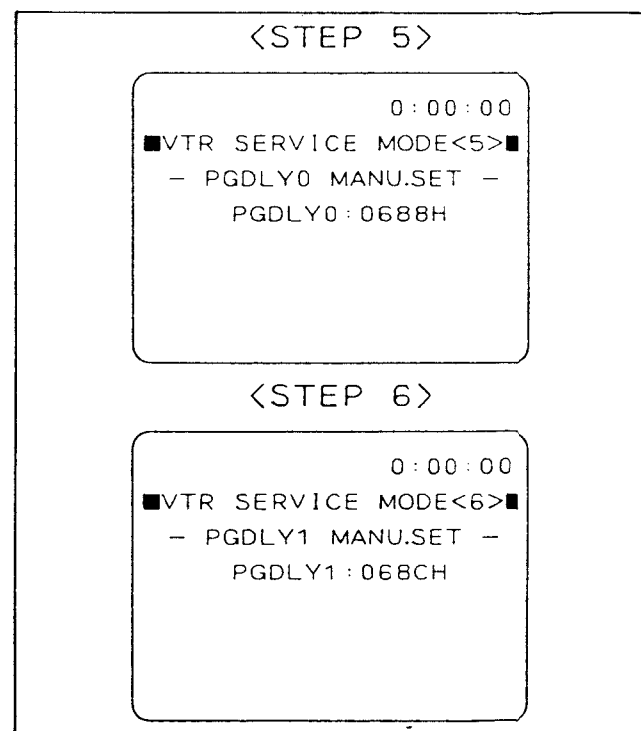 <STEP 5>
0:00:00
■VTR SERVICE MODE<5>■
- PGDLY0 MANU.SET -
PGDLY0:0688H
<STEP 6>
0:00:00
■VTR SERVICE MODE<6>■
- PGDLY1 MANU.SET -
PGDLY1:068CH